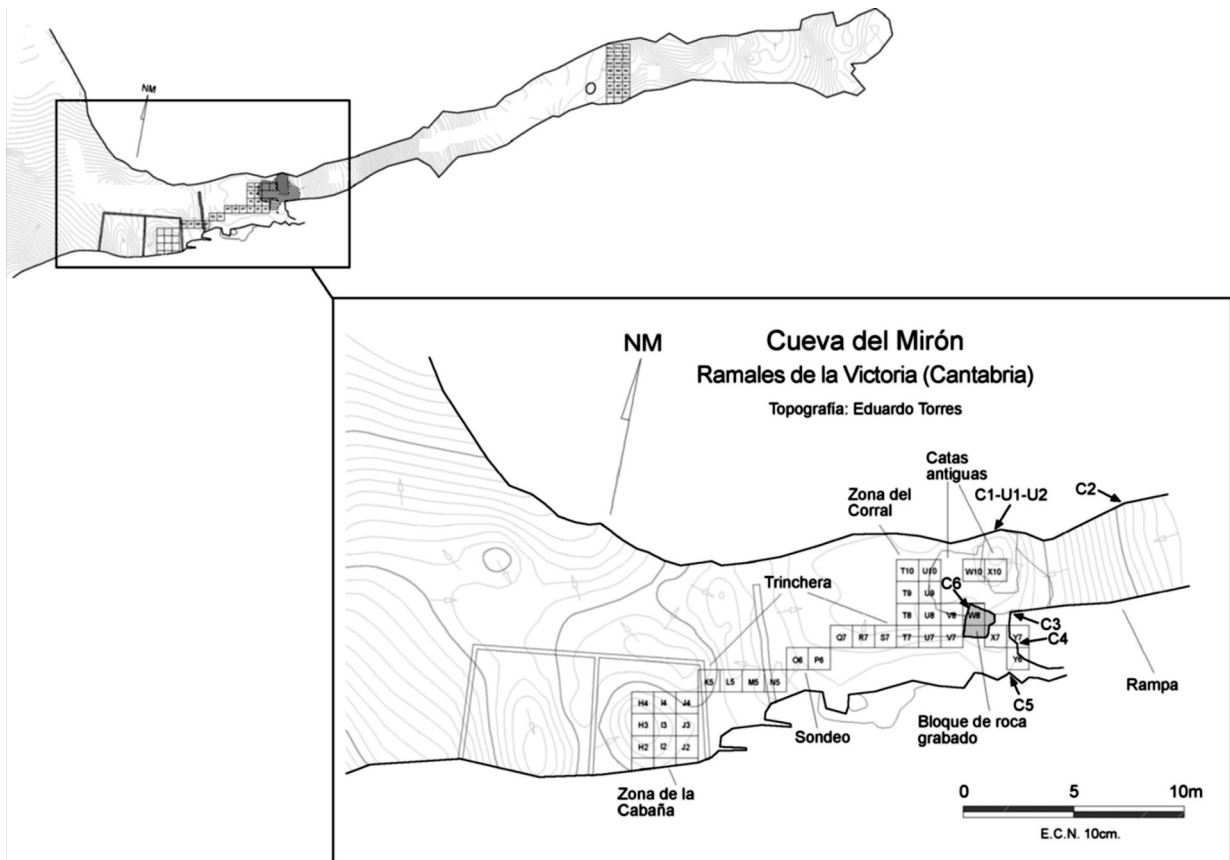 NM
Cueva del Mirón
NM
Ramales de la Victoria (Cantabria)
Topografía: Eduardo Torres
Catas
antiguas
C1-U1-U2
C2
Zona del
Corral
T10 U10
W10 X10
Trinchera
T9 U9
C6
T8 U8 V8 W8
C3
Q7 R7 S7 T7 U7 V7 X7 Y7
C4
O6 P6
Y6
K5 L5 M5 N5
C5
Rampa
H4 I4 J4
Bloque de roca
grabado
H3 I3 J3
Sondeo
H2 I2 J2
Zona de la
Cabaña
0 5 10m
E.C.N. 10cm.